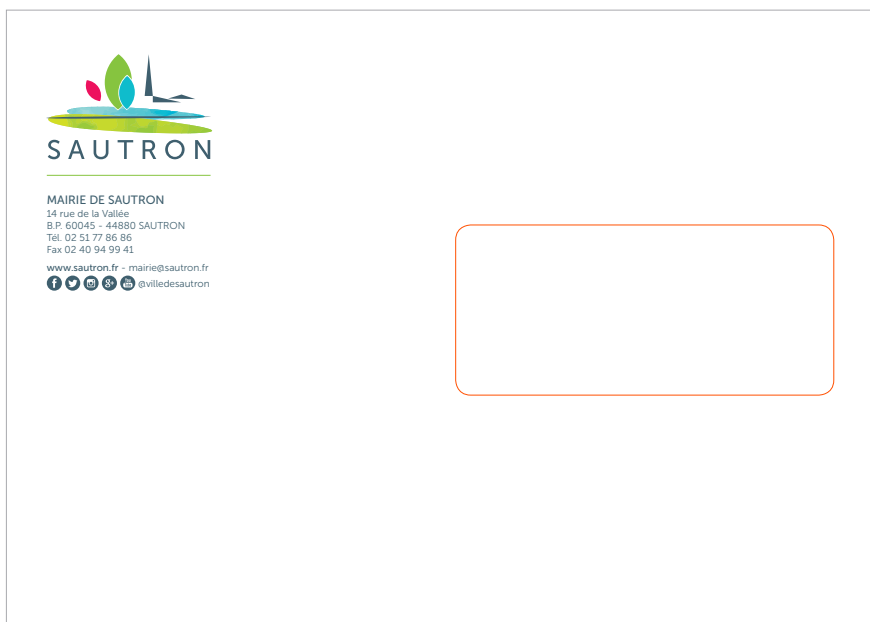 SAUTRON
MAIRIE DE SAUTRON
14 rue de la Vallée
B.P. 60045 - 44880 SAUTRON
Tél. 02 51 77 86 86
Fax 02 40 94 99 41
www.sautron.fr - mairie@sautron.fr
@villedesautron